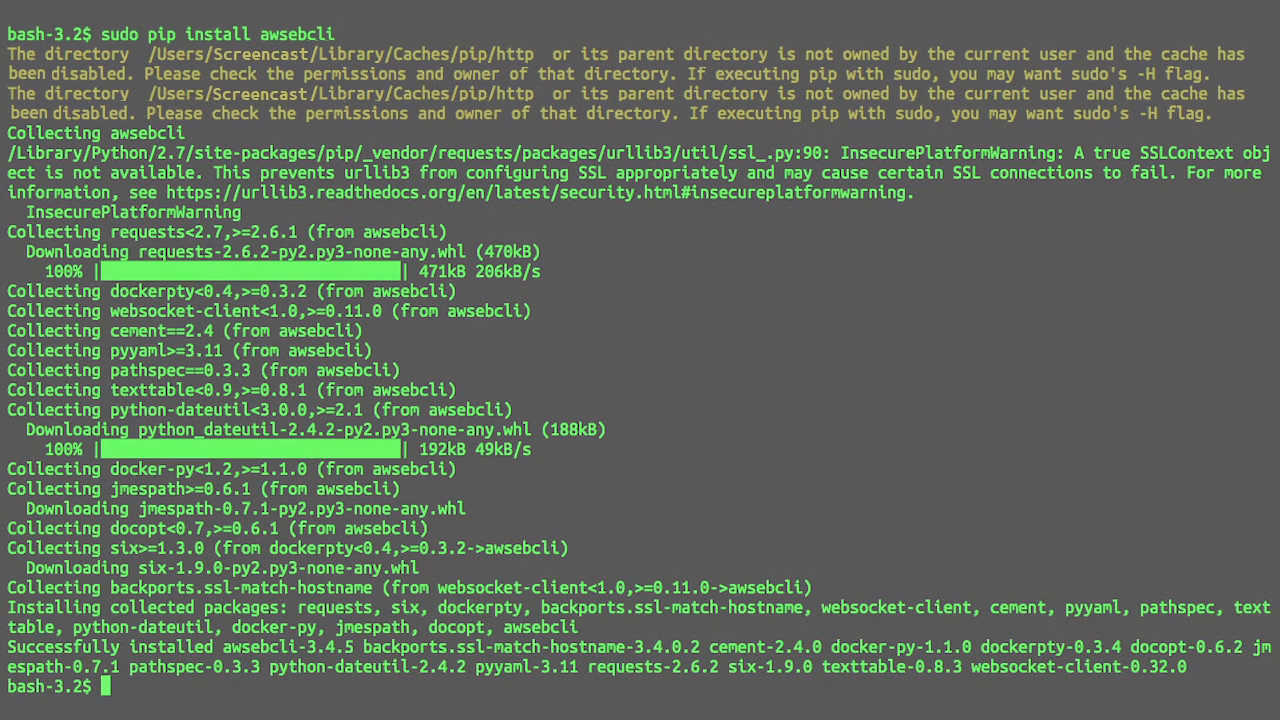 bash-3.2$ sudo pip install awsebcli
The directory /Users/Screencast/Library/Caches/pip/http or its parent directory is not owned by the current user and the cache has
been disabled. Please check the permissions and owner of that directory. If executing pip with sudo, you may want sudo's -H flag.
The directory /Users/Screencast/Library/Caches/pip/http or its parent directory is not owned by the current user and the cache has
been disabled. Please check the permissions and owner of that directory. If executing pip with sudo, you may want sudo's -H flag.
Collecting awsebcli
/Library/Python/2.7/site-packages/pip/_vendor/requests/packages/urllib3/util/ssl_.py:90: InsecurePlatformWarning: A true SSLContext obj
ect is not available. This prevents urllib3 from configuring SSL appropriately and may cause certain SSL connections to fail. For more
information, see https://urllib3.readthedocs.org/en/latest/security.html#insecureplatformwarning.
  InsecurePlatformWarning
Collecting requests<2.7,>=2.6.1 (from awsebcli)
  Downloading requests-2.6.2-py2.py3-none-any.whl (470kB)
    100% |████████████████████████████████| 471kB 206kB/s
Collecting dockerpty<0.4,>=0.3.2 (from awsebcli)
Collecting websocket-client<1.0,>=0.11.0 (from awsebcli)
Collecting cement==2.4 (from awsebcli)
Collecting pyyaml>=3.11 (from awsebcli)
Collecting pathspec==0.3.3 (from awsebcli)
Collecting texttable<0.9,>=0.8.1 (from awsebcli)
Collecting python-dateutil<3.0.0,>=2.1 (from awsebcli)
  Downloading python_dateutil-2.4.2-py2.py3-none-any.whl (188kB)
    100% |████████████████████████████████| 192kB 49kB/s
Collecting docker-py<1.2,>=1.1.0 (from awsebcli)
Collecting jmespath>=0.6.1 (from awsebcli)
  Downloading jmespath-0.7.1-py2.py3-none-any.whl
Collecting docopt<0.7,>=0.6.1 (from awsebcli)
Collecting six>=1.3.0 (from dockerpty<0.4,>=0.3.2->awsebcli)
  Downloading six-1.9.0-py2.py3-none-any.whl
Collecting backports.ssl-match-hostname (from websocket-client<1.0,>=0.11.0->awsebcli)
Installing collected packages: requests, six, dockerpty, backports.ssl-match-hostname, websocket-client, cement, pyyaml, pathspec, text
table, python-dateutil, docker-py, jmespath, docopt, awsebcli
Successfully installed awsebcli-3.4.5 backports.ssl-match-hostname-3.4.0.2 cement-2.4.0 docker-py-1.1.0 dockerpty-0.3.4 docopt-0.6.2 jm
espath-0.7.1 pathspec-0.3.3 python-dateutil-2.4.2 pyyaml-3.11 requests-2.6.2 six-1.9.0 texttable-0.8.3 websocket-client-0.32.0
bash-3.2$